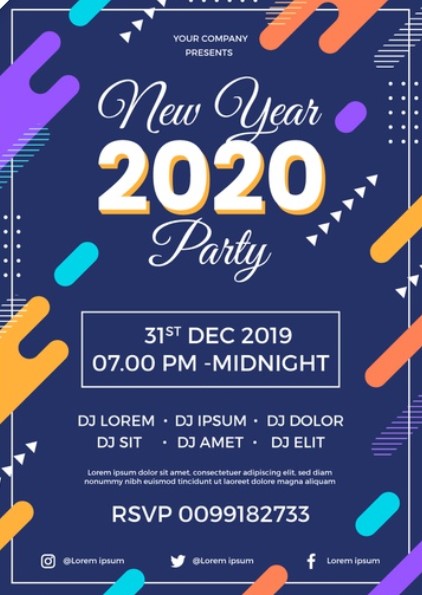 YOUR COMPANY
PRESENTS
New Year
2020
Party
31ST DEC 2019
07.00 PM -MIDNIGHT
DJ LOREM • DJ IPSUM • DJ DOLOR
DJ SIT • DJ AMET • DJ ELIT
Lorem ipsum dolor sit amet, consectetuer adipiscing elit, sed diam
nonummy nibh euismod tincidunt ut laoreet dolore magna aliquam
RSVP 0099182733
@Lorem ipsum @Lorem ipsum Lorem ipsum